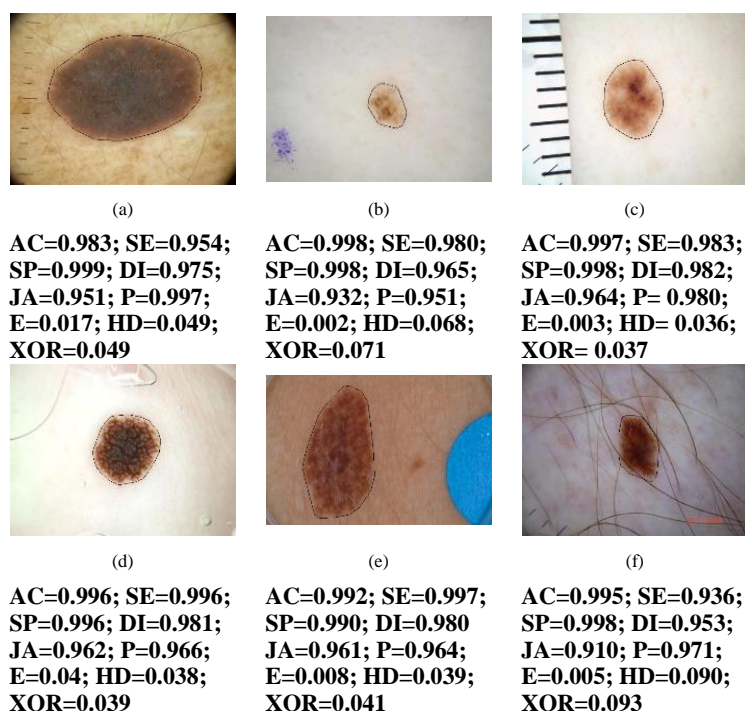 (a)
(b)
(c)
AC=0.983; SE=0.954;
SP=0.999; DI=0.975;
JA=0.951; P=0.997;
E=0.017; HD=0.049;
XOR=0.049
AC=0.998; SE=0.980;
SP=0.998; DI=0.965;
JA=0.932; P=0.951;
E=0.002; HD=0.068;
XOR=0.071
AC=0.997; SE=0.983;
SP=0.998; DI=0.982;
JA=0.964; P= 0.980;
E=0.003; HD= 0.036;
XOR= 0.037
(d)
(e)
(f)
AC=0.996; SE=0.996;
SP=0.996; DI=0.981;
JA=0.962; P=0.966;
E=0.04; HD=0.038;
XOR=0.039
AC=0.992; SE=0.997;
SP=0.990; DI=0.980
JA=0.961; P=0.964;
E=0.008; HD=0.039;
XOR=0.041
AC=0.995; SE=0.936;
SP=0.998; DI=0.953;
JA=0.910; P=0.971;
E=0.005; HD=0.090;
XOR=0.093